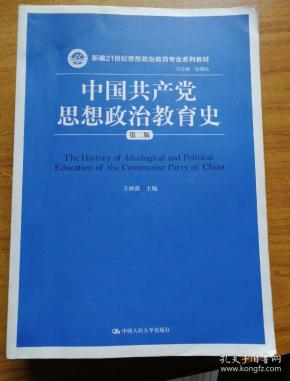 新编21世纪思想政治教育专业系列教材
中国共产党
思想政治教育史
第二版
The History of Ideological and Political
Education of the Communist Party of China
王树荫 主编
中国人民大学出版社
孔夫子旧书网